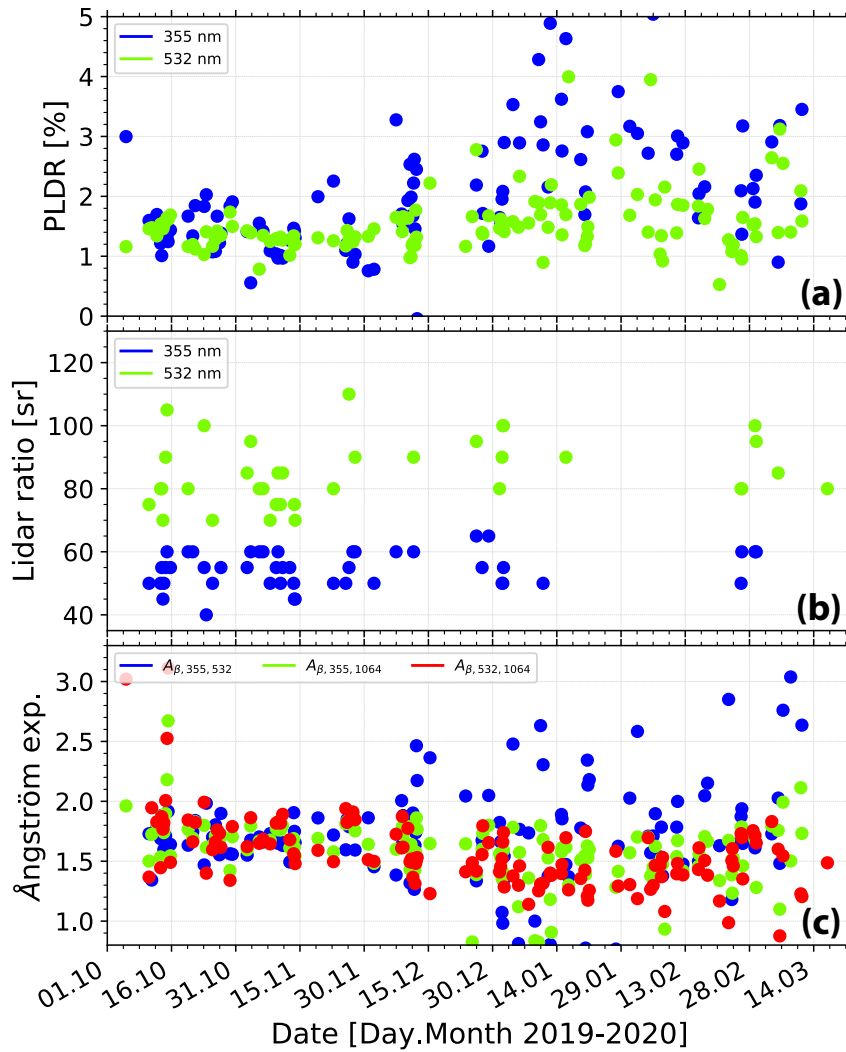 5
4
3
2
1
0
PLDR [%]
355 nm
532 nm
(a)
120
100
80
60
40
Lidar ratio [sr]
355 nm
532 nm
(b)
3.0
2.5
2.0
1.5
1.0
Ångström exp.
Aβ,355,532 Aβ,355,1064 Aβ,532,1064
(c)
01.10 16.10 31.10 15.11 30.11 15.12 30.12 14.01 29.01 13.02 28.02 14.03
Date [Day.Month 2019-2020]